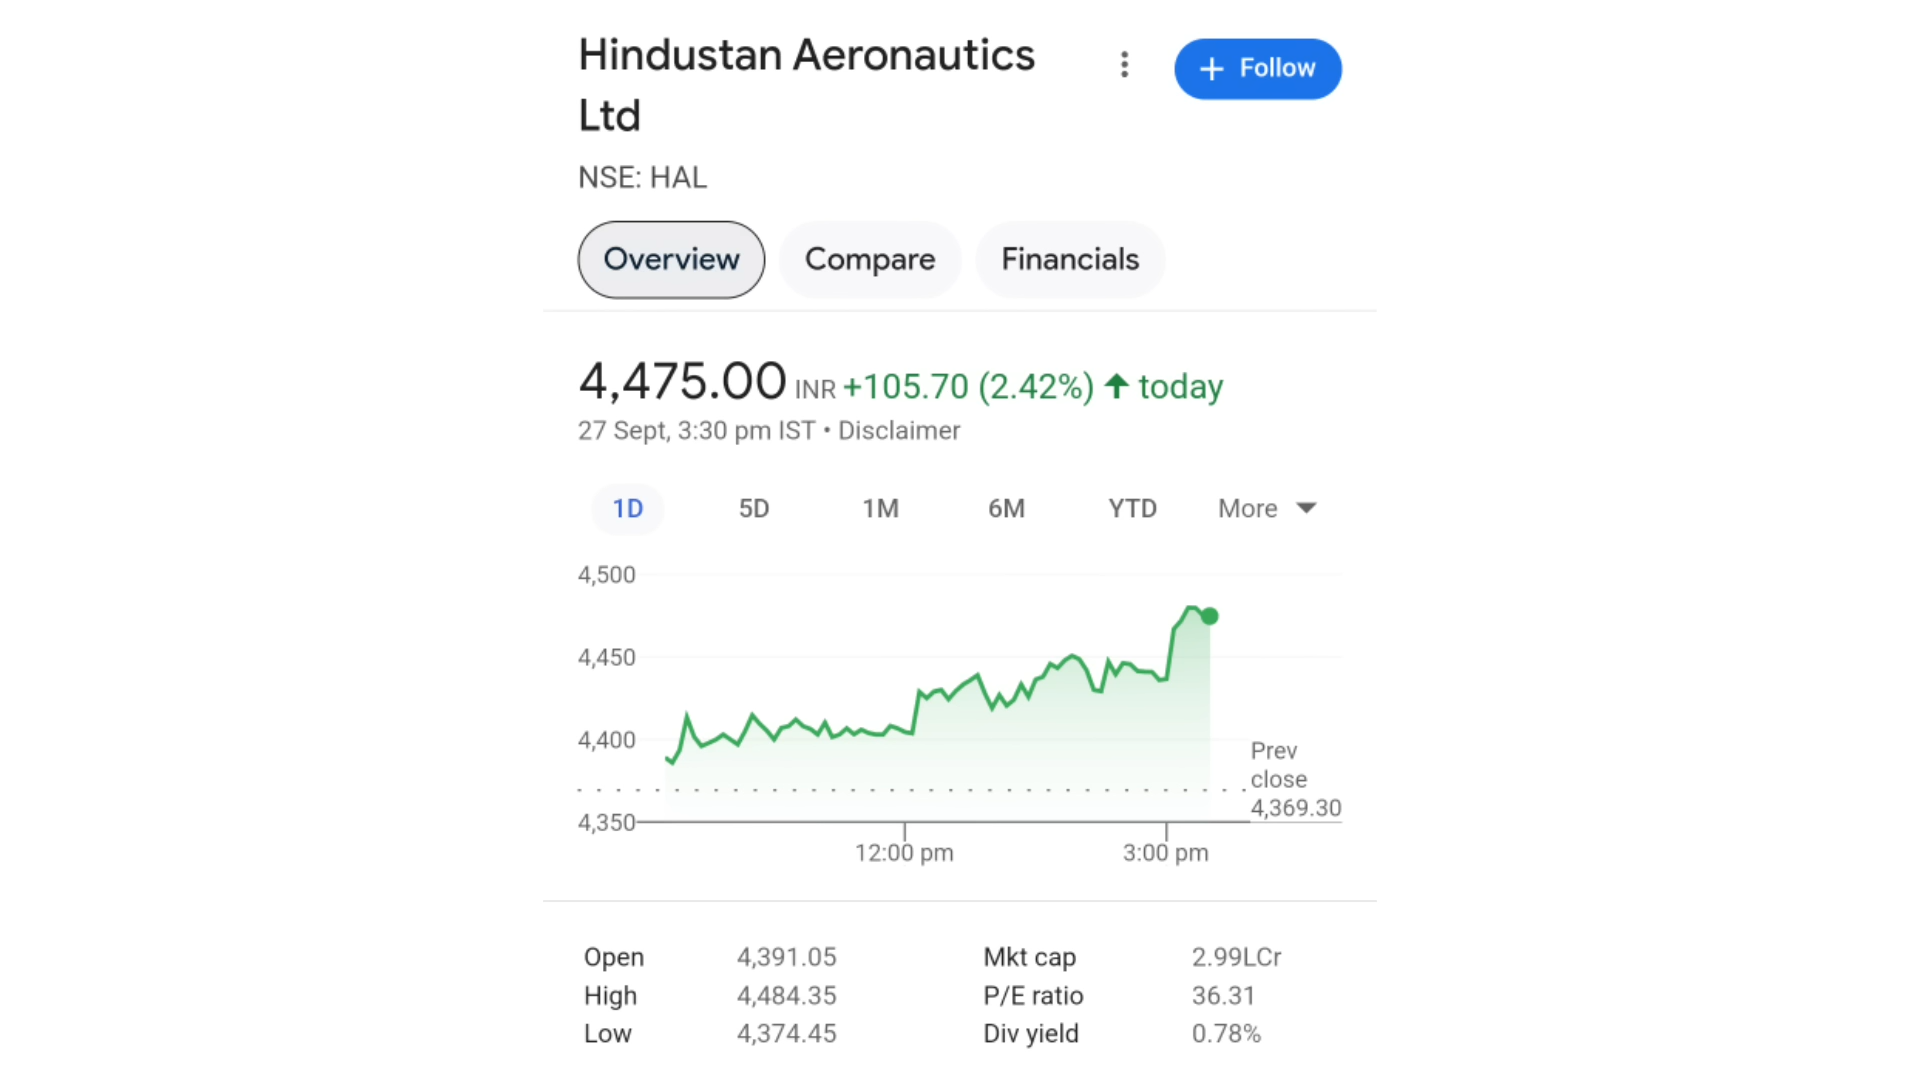 Hindustan Aeronautics
Ltd
+ Follow
NSE: HAL
Overview Compare Financials
4,475.00 INR +105.70 (2.42%) ↑ today
27 Sept, 3:30 pm IST • Disclaimer
1D 5D 1M 6M YTD More
4,500
4,450
4,400
4,350
Prev
close
4,369.30
12:00 pm 3:00 pm
Open 4,391.05 Mkt cap 2.99LCr
High 4,484.35 P/E ratio 36.31
Low 4,374.45 Div yield 0.78%